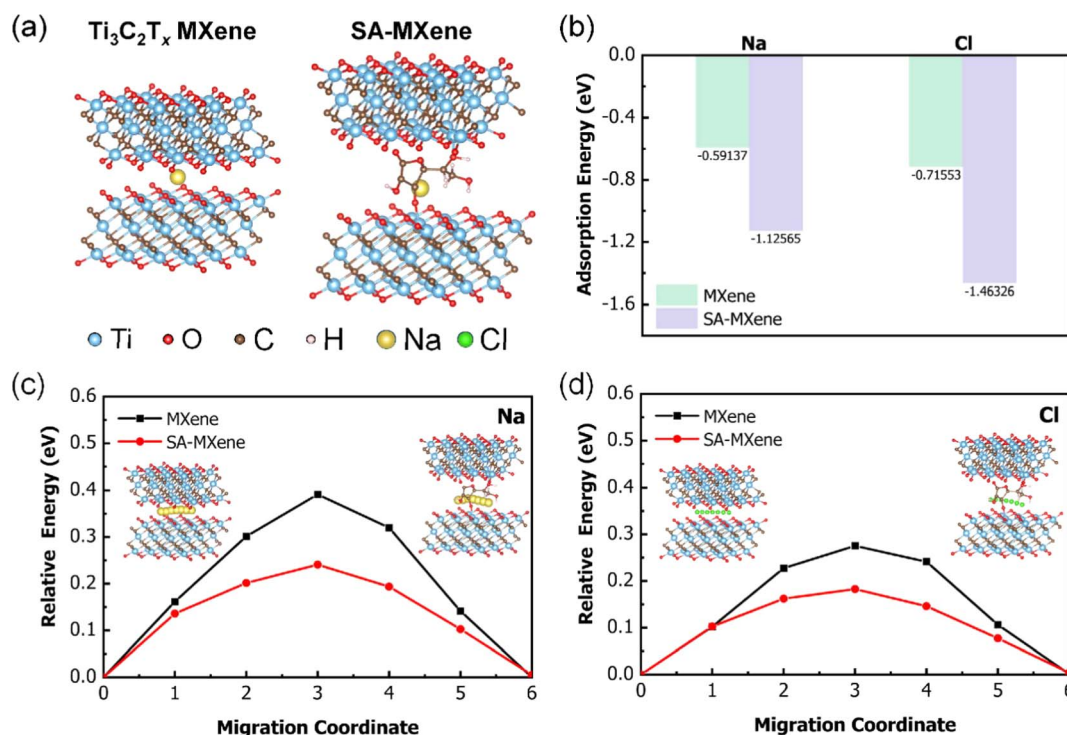 (a)
Ti₃C₂Tₓ MXene
SA-MXene
Ti O C H Na Cl
(b)
Na Cl
Adsorption Energy (eV)
0.0
-0.4
-0.8
-1.2
-1.6
-0.59137
-1.12565
-0.71553
-1.46326
MXene
SA-MXene
(c)
Relative Energy (eV)
0.6
0.5
0.4
0.3
0.2
0.1
0.0
MXene
SA-MXene
Na
0 1 2 3 4 5 6
Migration Coordinate
(d)
Relative Energy (eV)
0.6
0.5
0.4
0.3
0.2
0.1
0.0
MXene
SA-MXene
Cl
0 1 2 3 4 5 6
Migration Coordinate